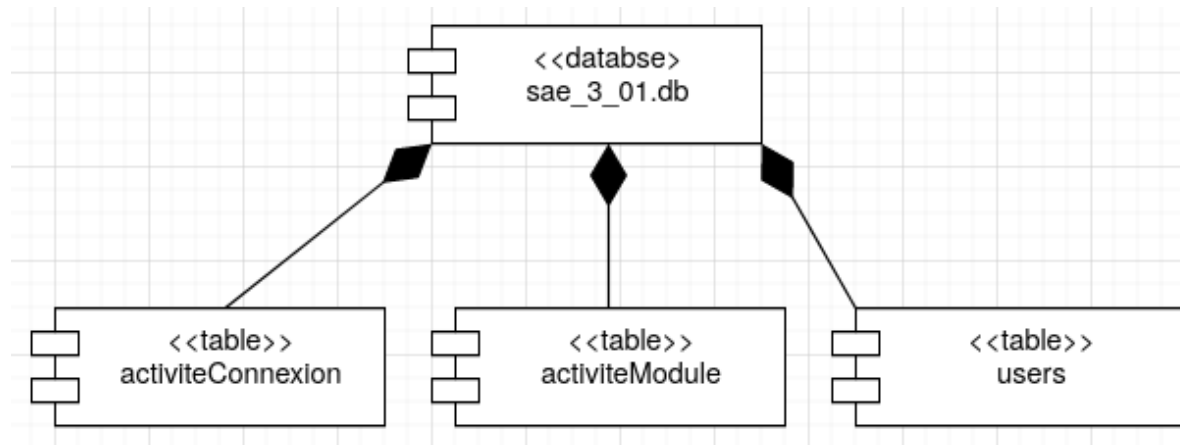 <<databse>
sae_3_01.db
<<table>>
activiteConnexion
<<table>>
activiteModule
<<table>>
users